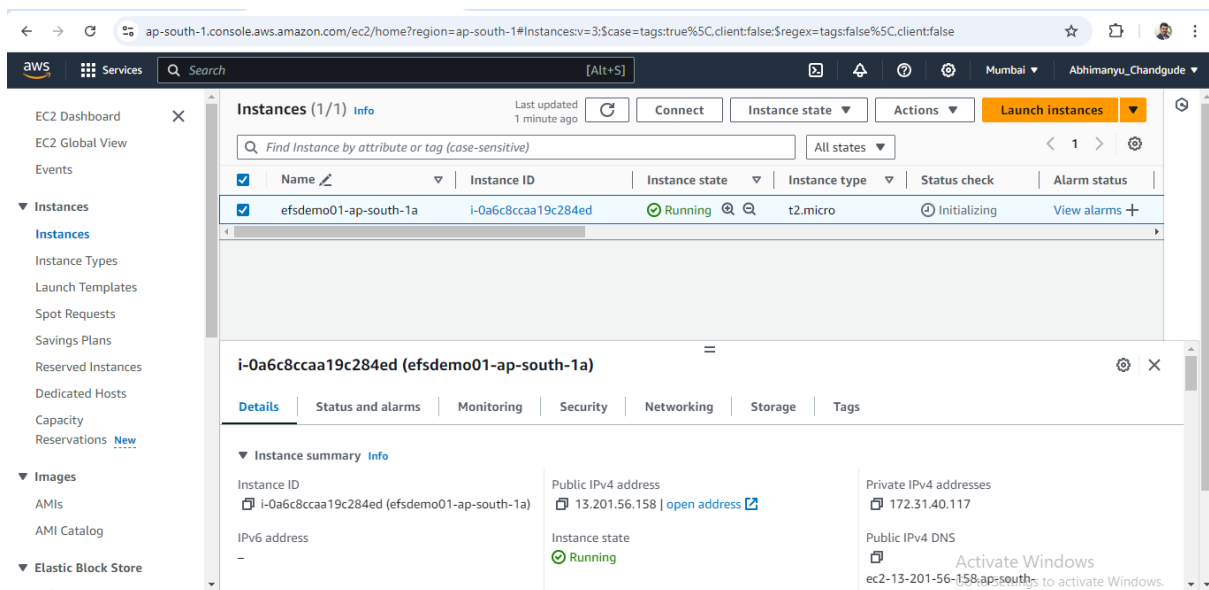 ap-south-1.console.aws.amazon.com/ec2/home?region=ap-south-1#Instances:v=3;$case=tags:true%5C,client:false;$regex=tags:false%5C,client:false
aws Services Search [Alt+S] Mumbai Abhimanyu_Chandgude
EC2 Dashboard
EC2 Global View
Events
Instances
Instances
Instance Types
Launch Templates
Spot Requests
Savings Plans
Reserved Instances
Dedicated Hosts
Capacity
Reservations New
Images
AMIs
AMI Catalog
Elastic Block Store
Instances (1/1) Info
Last updated
1 minute ago
Connect Instance state Actions Launch instances
Find Instance by attribute or tag (case-sensitive) All states 1
Name Instance ID Instance state Instance type Status check Alarm status
efsdemo01-ap-south-1a i-0a6c8ccaa19c284ed Running t2.micro Initializing View alarms +
i-0a6c8ccaa19c284ed (efsdemo01-ap-south-1a)
Details Status and alarms Monitoring Security Networking Storage Tags
Instance summary Info
Instance ID
i-0a6c8ccaa19c284ed (efsdemo01-ap-south-1a)
Public IPv4 address
13.201.56.158 | open address
Private IPv4 addresses
172.31.40.117
IPv6 address
–
Instance state
Running
Public IPv4 DNS
ec2-13-201-56-158.ap-south-
Activate Windows
Go to Settings to activate Windows.